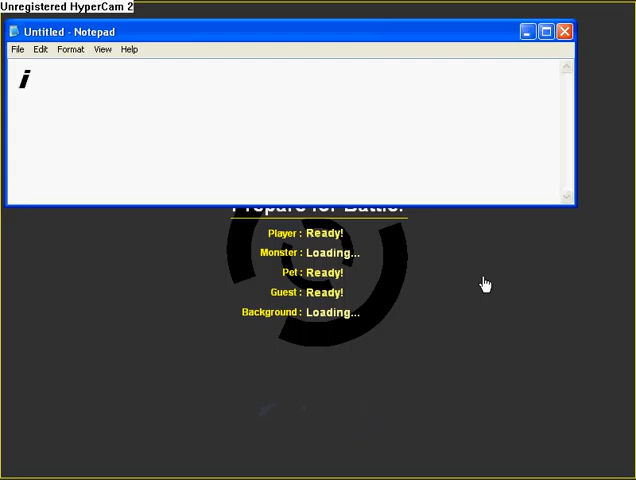 Unregistered HyperCam 2
Untitled - Notepad
File Edit Format View Help
i
Prepare for Battle!
Player : Ready!
Monster : Loading...
Pet : Ready!
Guest : Ready!
Background : Loading...